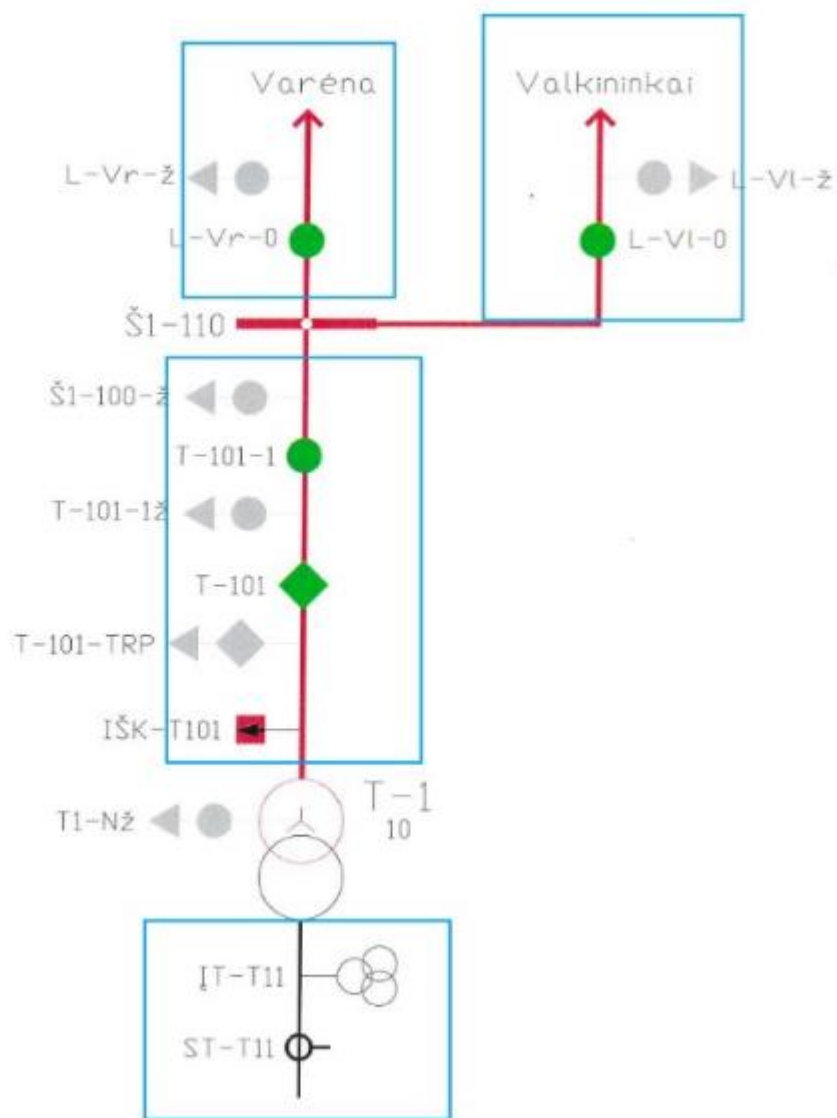 Varėna
Valkininkai
L-Vr-ž
L-Vl-ž
L-Vr-0
L-Vl-0
Š1-110
Š1-100-ž
T-101-1
T-101-1ž
T-101
T-101-TRP
IŠK-T101
T-1
10
T1-Nž
ĮT-T11
ST-T11